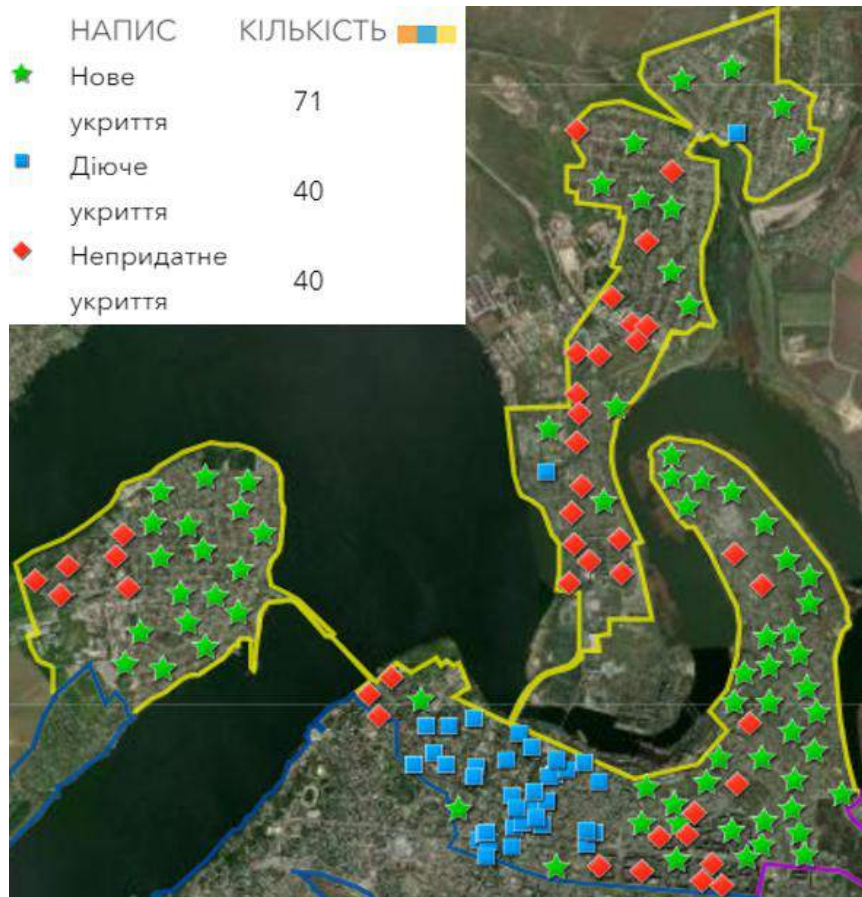 НАПИС КІЛЬКІСТЬ
Нове
укриття
71
Діюче
укриття
40
Непридатне
укриття
40